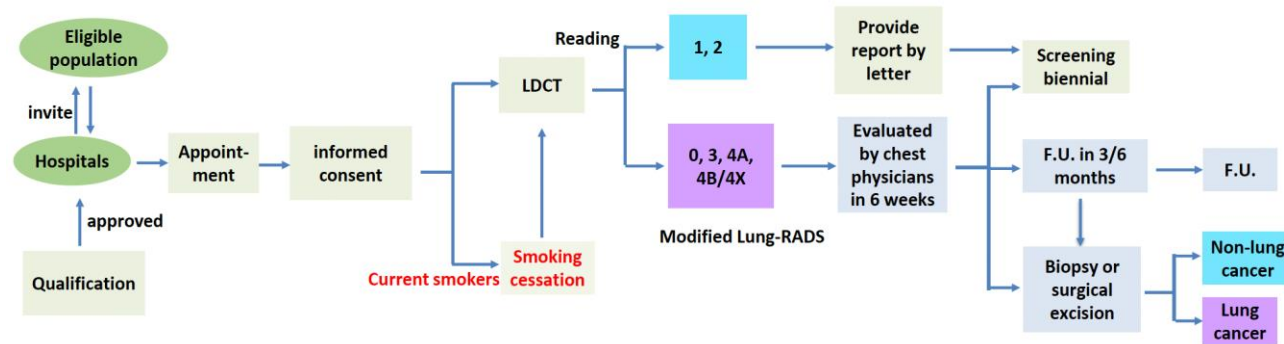 Eligible
population
invite
Hospitals
approved
Qualification
Appoint-
ment
informed
consent
Current smokers
Smoking
cessation
LDCT
Reading
1, 2
0, 3, 4A,
4B/4X
Modified Lung-RADS
Provide
report by
letter
Evaluated
by chest
physicians
in 6 weeks
Screening
biennial
F.U. in 3/6
months
F.U.
Biopsy or
surgical
excision
Non-lung
cancer
Lung
cancer